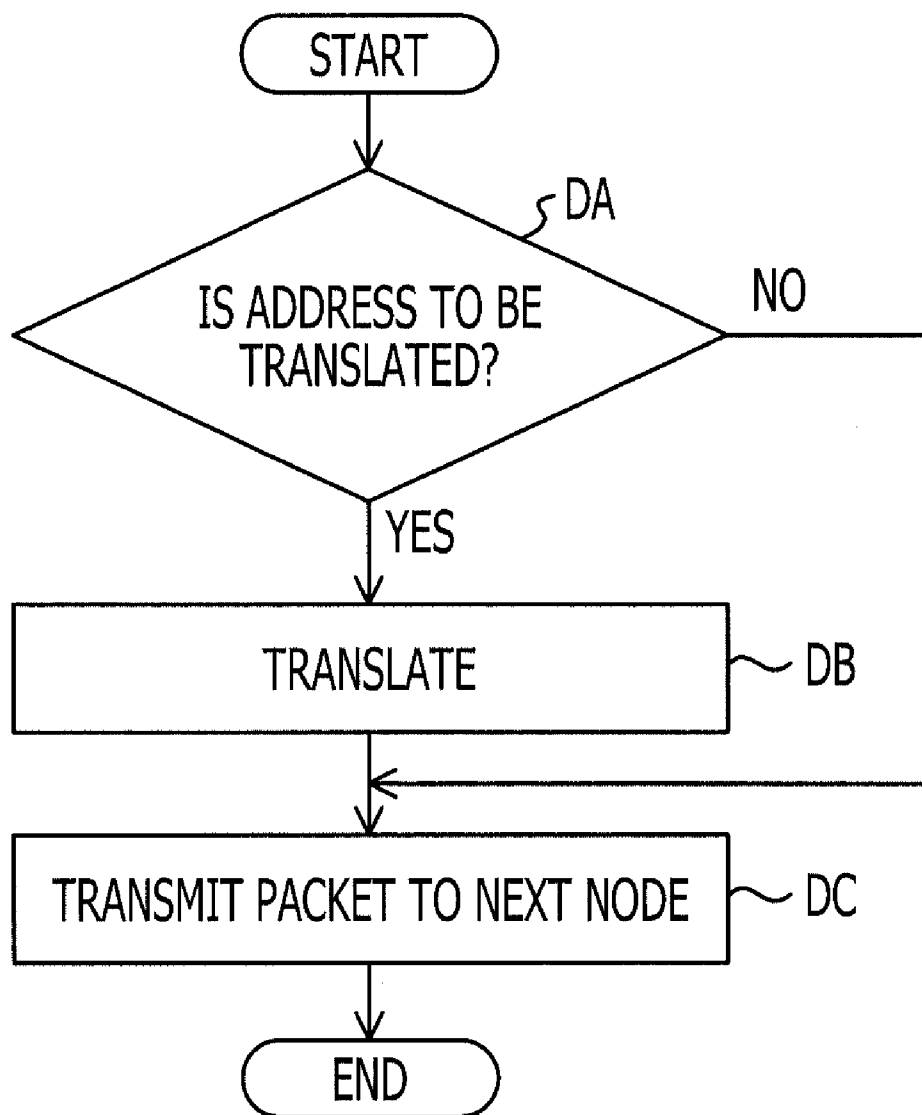 START
DA
IS ADDRESS TO BE
TRANSLATED?
NO
YES
TRANSLATE
DB
TRANSMIT PACKET TO NEXT NODE
DC
END